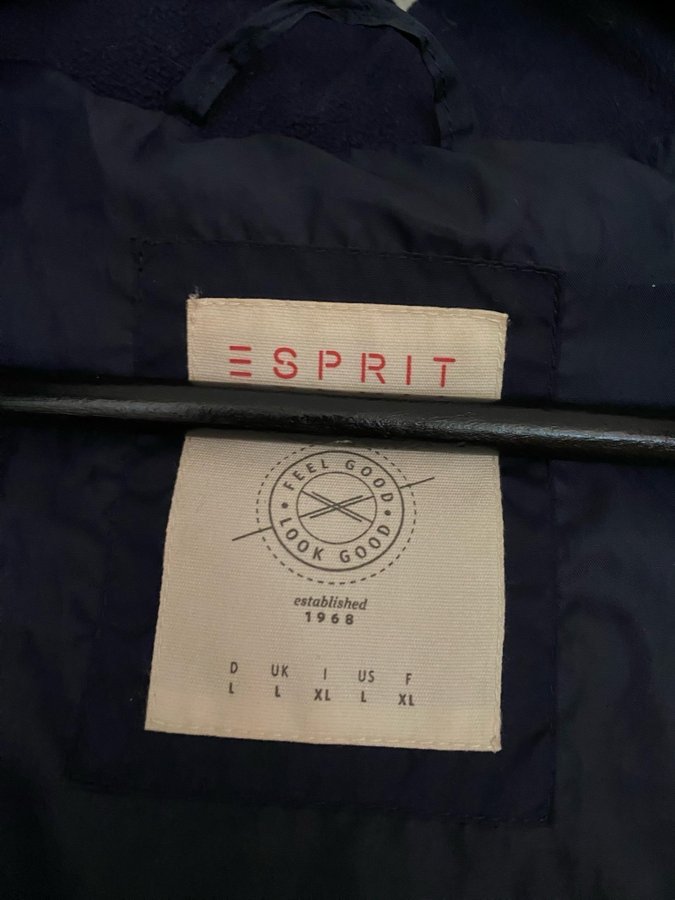 ESPRIT
FEEL GOOD
LOOK GOOD
established
1968
D UK I US F
L L XL L XL